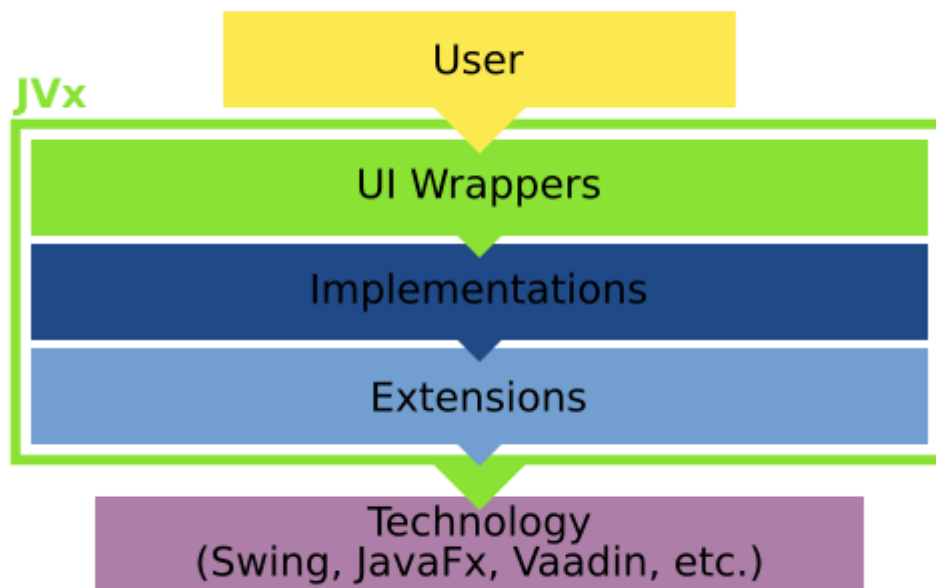 User
JVx
UI Wrappers
Implementations
Extensions
Technology
(Swing, JavaFx, Vaadin, etc.)